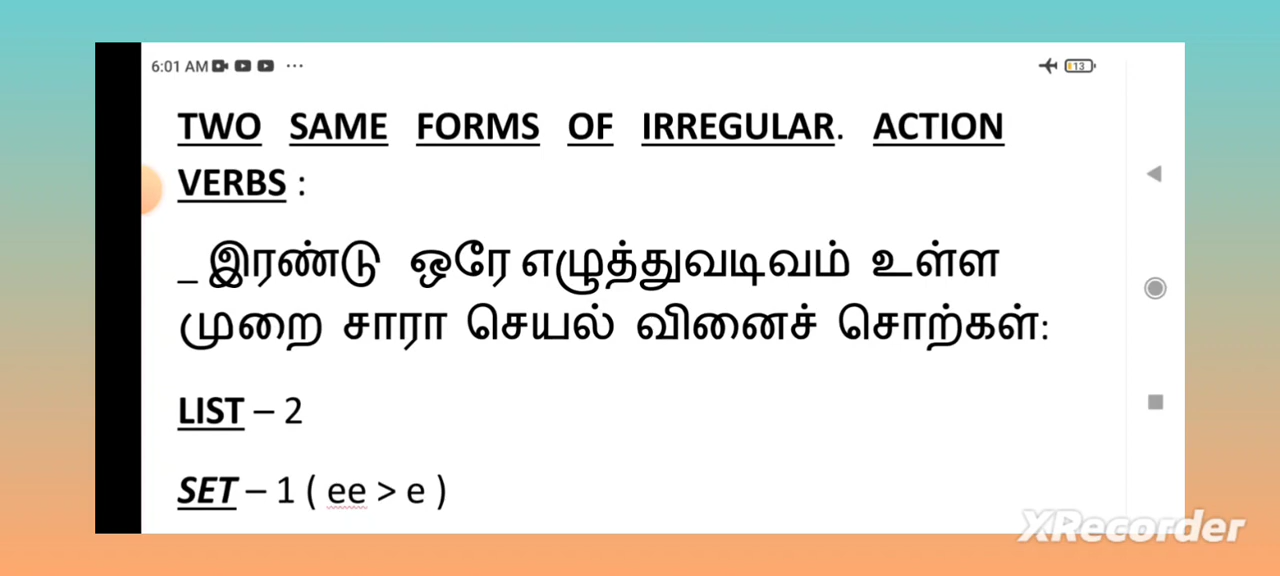 6:01 AM
13
TWO SAME FORMS OF IRREGULAR. ACTION
VERBS :
_ இரண்டு ஒரே எழுத்துவடிவம் உள்ள
முறை சாரா செயல் வினைச் சொற்கள்:
LIST – 2
SET – 1 ( ee > e )
XRecorder